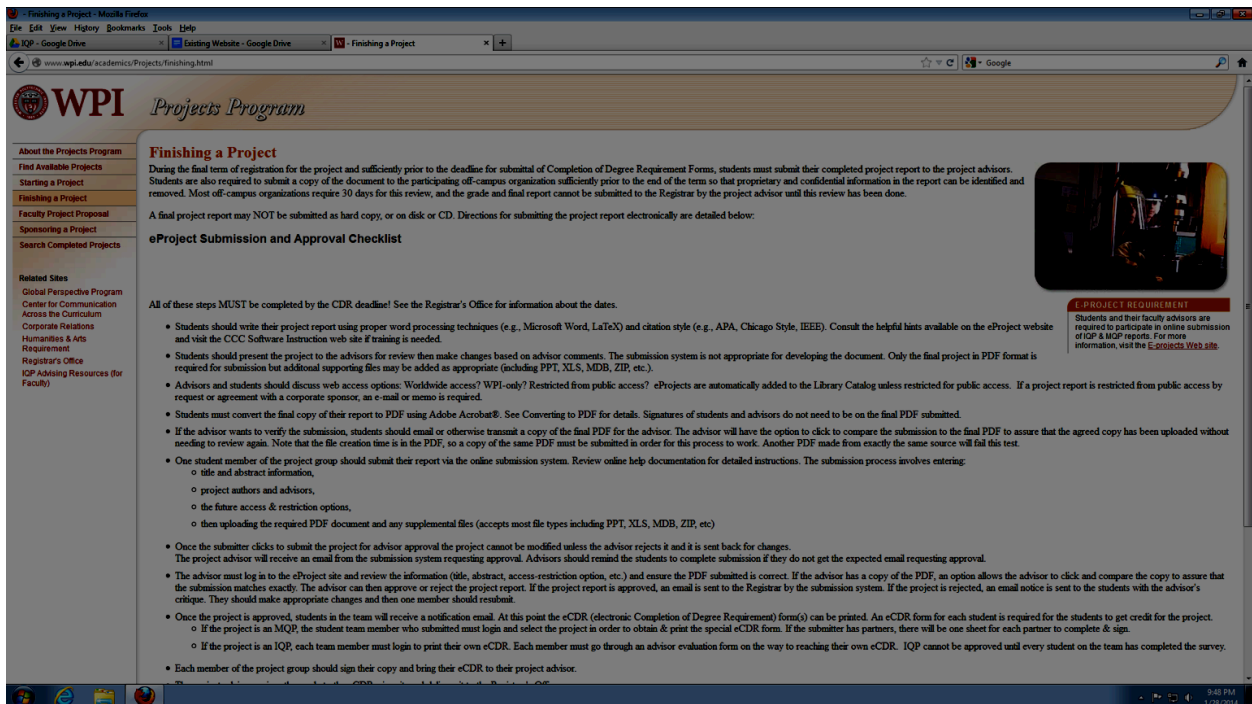 - Finishing a Project - Mozilla Firefox
File Edit View History Bookmarks Tools Help
IQP - Google Drive
Existing Website - Google Drive
- Finishing a Project
www.wpi.edu/academics/Projects/finishing.html
Google
WPI
Projects Program
About the Projects Program
Find Available Projects
Starting a Project
Finishing a Project
Faculty Project Proposal
Sponsoring a Project
Search Completed Projects
Related Sites
Global Perspective Program
Center for Communication
Across the Curriculum
Corporate Relations
Humanities & Arts
Requirement
Registrar's Office
IQP Advising Resources (for
Faculty)
Finishing a Project
During the final term of registration for the project and sufficiently prior to the deadline for submittal of Completion of Degree Requirement Forms, students must submit their completed project report to the project advisors.
Students are also required to submit a copy of the document to the participating off-campus organization sufficiently prior to the end of the term so that proprietary and confidential information in the report can be identified and
removed. Most off-campus organizations require 30 days for this review, and the grade and final report cannot be submitted to the Registrar by the project advisor until this review has been done.
A final project report may NOT be submitted as hard copy, or on disk or CD. Directions for submitting the project report electronically are detailed below:
eProject Submission and Approval Checklist
E-PROJECT REQUIREMENT
Students and their faculty advisors are
required to participate in online submission
of IQP & MQP reports. For more
information, visit the E-projects Web site.
All of these steps MUST be completed by the CDR deadline! See the Registrar's Office for information about the dates.
• Students should write their project report using proper word processing techniques (e.g., Microsoft Word, LaTeX) and citation style (e.g., APA, Chicago Style, IEEE). Consult the helpful hints available on the eProject website
and visit the CCC Software Instruction web site if training is needed.
• Students should present the project to the advisors for review then make changes based on advisor comments. The submission system is not appropriate for developing the document. Only the final project in PDF format is
required for submission but additonal supporting files may be added as appropriate (including PPT, XLS, MDB, ZIP, etc.).
• Advisors and students should discuss web access options: Worldwide access? WPI-only? Restricted from public access? eProjects are automatically added to the Library Catalog unless restricted for public access. If a project report is restricted from public access by
request or agreement with a corporate sponsor, an e-mail or memo is required.
• Students must convert the final copy of their report to PDF using Adobe Acrobat®. See Converting to PDF for details. Signatures of students and advisors do not need to be on the final PDF submitted.
• If the advisor wants to verify the submission, students should email or otherwise transmit a copy of the final PDF for the advisor. The advisor will have the option to click to compare the submission to the final PDF to assure that the agreed copy has been uploaded without
needing to review again. Note that the file creation time is in the PDF, so a copy of the same PDF must be submitted in order for this process to work. Another PDF made from exactly the same source will fail this test.
• One student member of the project group should submit their report via the online submission system. Review online help documentation for detailed instructions. The submission process involves entering:
o title and abstract information,
o project authors and advisors,
o the future access & restriction options,
o then uploading the required PDF document and any supplemental files (accepts most file types including PPT, XLS, MDB, ZIP, etc)
• Once the submitter clicks to submit the project for advisor approval the project cannot be modified unless the advisor rejects it and it is sent back for changes.
The project advisor will receive an email from the submission system requesting approval. Advisors should remind the students to complete submission if they do not get the expected email requesting approval.
• The advisor must log in to the eProject site and review the information (title, abstract, access-restriction option, etc.) and ensure the PDF submitted is correct. If the advisor has a copy of the PDF, an option allows the advisor to click and compare the copy to assure that
the submission matches exactly. The advisor can then approve or reject the project report. If the project report is approved, an email is sent to the Registrar by the submission system. If the project is rejected, an email notice is sent to the students with the advisor's
critique. They should make appropriate changes and then one member should resubmit.
• Once the project is approved, students in the team will receive a notification email. At this point the eCDR (electronic Completion of Degree Requirement) form(s) can be printed. An eCDR form for each student is required for the students to get credit for the project.
o If the project is an MQP, the student team member who submitted must login and select the project in order to obtain & print the special eCDR form. If the submitter has partners, there will be one sheet for each partner to complete & sign.
o If the project is an IQP, each team member must login to print their own eCDR. Each member must go through an advisor evaluation form on the way to reaching their own eCDR. IQP cannot be approved until every student on the team has completed the survey.
• Each member of the project group should sign their copy and bring their eCDR to their project advisor.
9:48 PM
1/28/2014